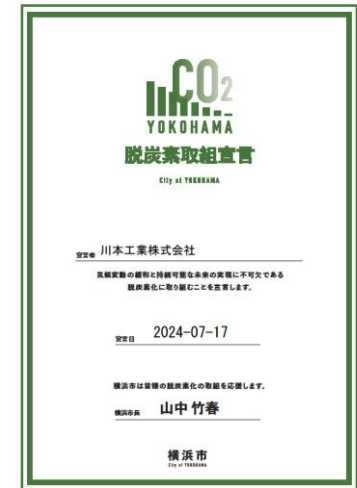 CO2
YOKOHAMA
脱炭素取組宣言
City of YOKOHAMA
宣言者 川本工業株式会社
気候変動の緩和と持続可能な未来の実現に不可欠である
脱炭素化に取り組むことを宣言します。
宣言日 2024-07-17
横浜市は皆様の脱炭素化の取組を応援します。
横浜市長 山中 竹春
横浜市
City of YOKOHAMA